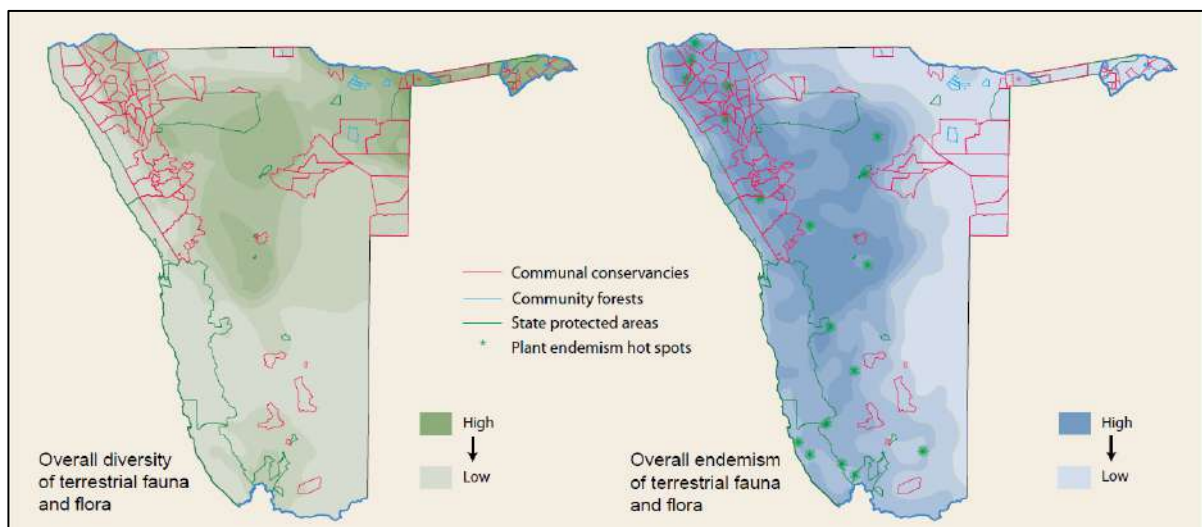 Communal conservancies
Community forests
State protected areas
Plant endemism hot spots
High
Low
Overall diversity
of terrestrial fauna
and flora
High
Low
Overall endemism
of terrestrial fauna
and flora